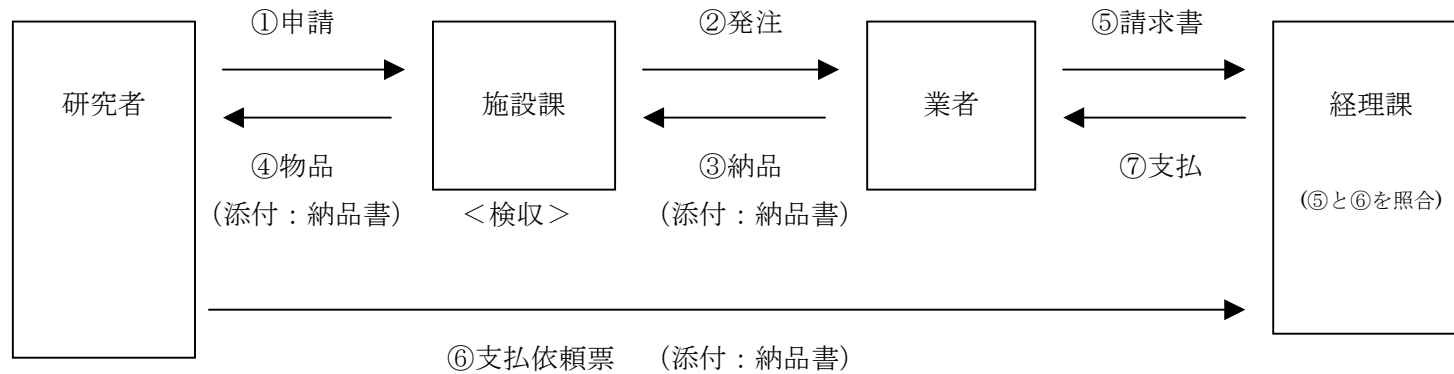 ①申請
②発注
⑤請求書
研究者
施設課
業者
経理課
④物品
③納品
⑦支払
(添付：納品書)
＜検収＞
(添付：納品書)
(⑤と⑥を照合)
⑥支払依頼票 (添付：納品書)